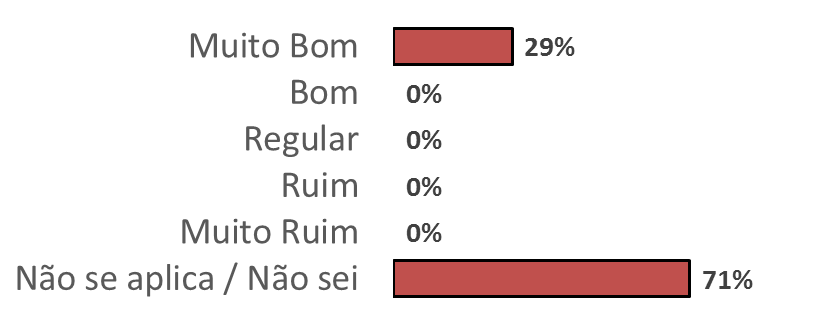 Muito Bom 29%
Bom 0%
Regular 0%
Ruim 0%
Muito Ruim 0%
Não se aplica / Não sei 71%